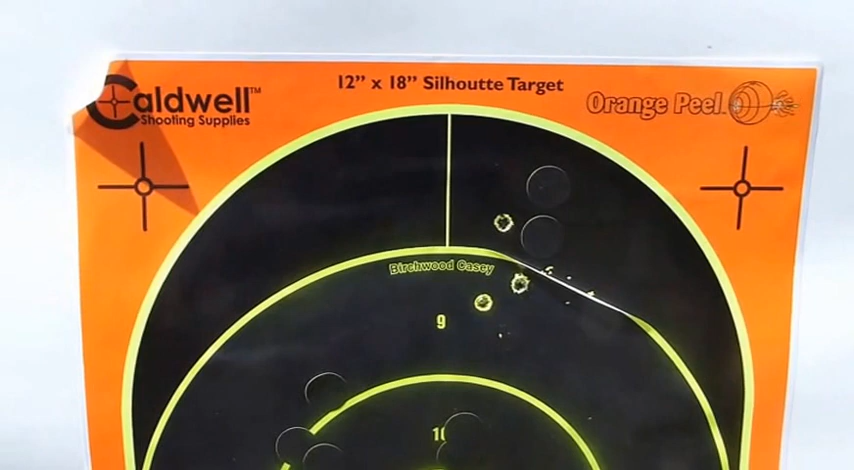 12” x 18” Silhoutte Target
Caldwell™
Shooting Supplies
Orange Peel
Birchwood Casey
9
10